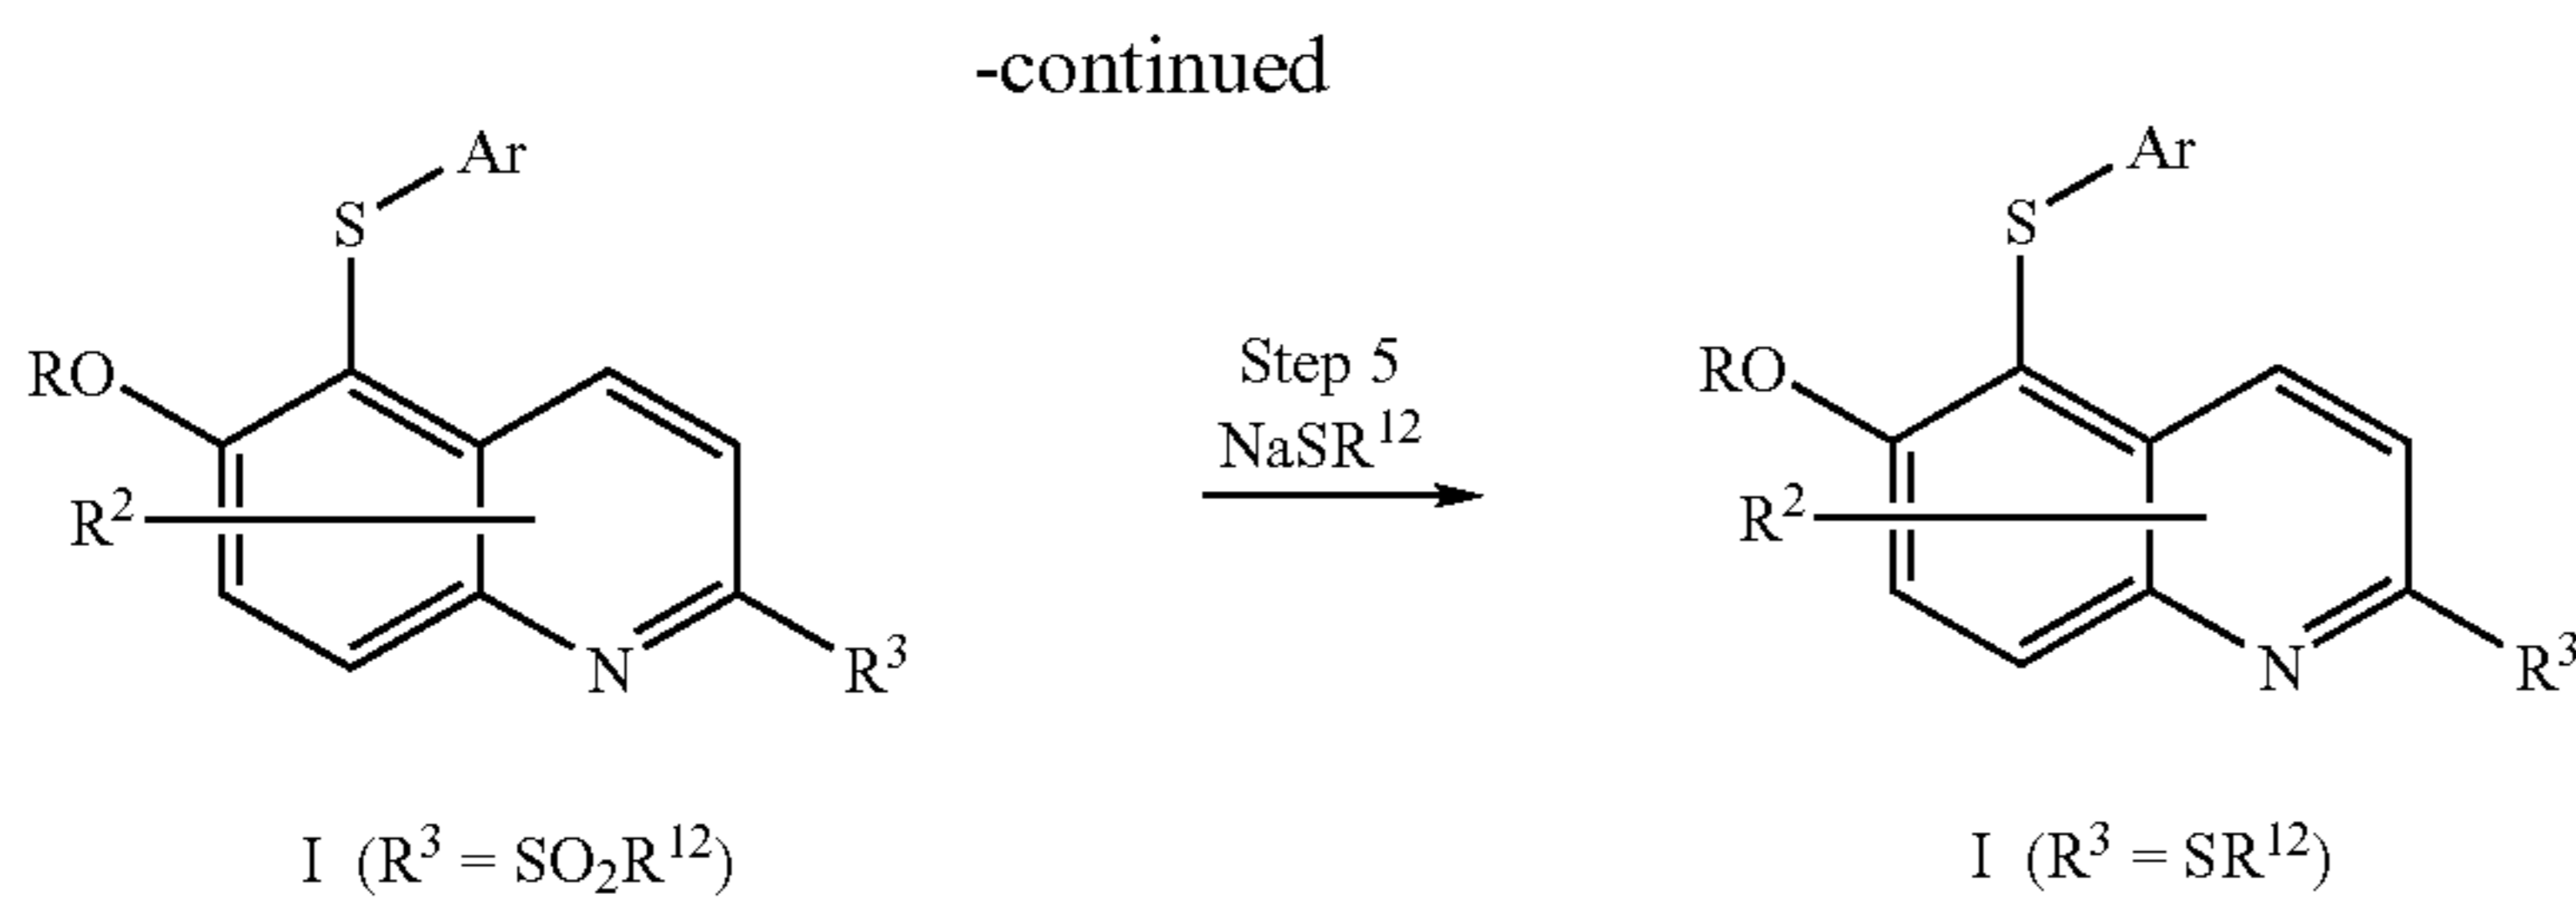 -continued
S
Ar
RO
R²
N
R³
I (R³ = SO₂R¹²)
Step 5
NaSR¹²
S
Ar
RO
R²
N
R³
I (R³ = SR¹²)